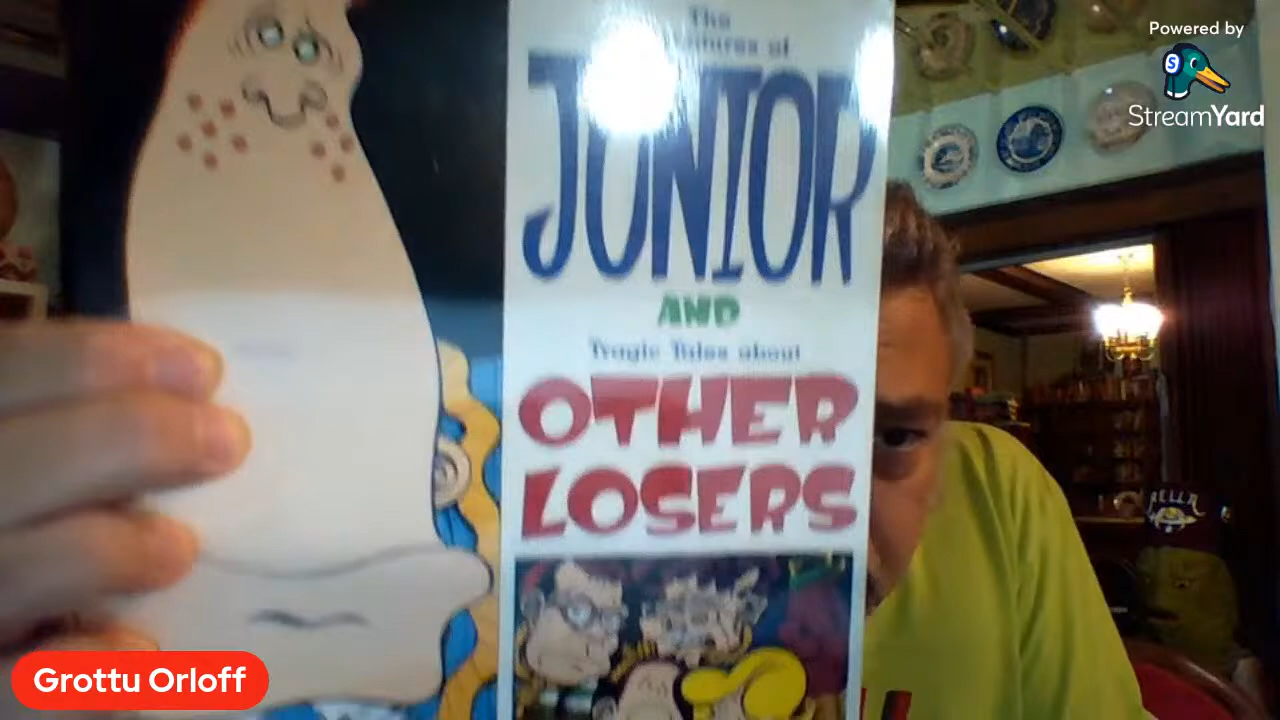 The
JUNIOR
AND
Tragic Tales about
OTHER
LOSERS
Powered by
StreamYard
Grottu Orloff